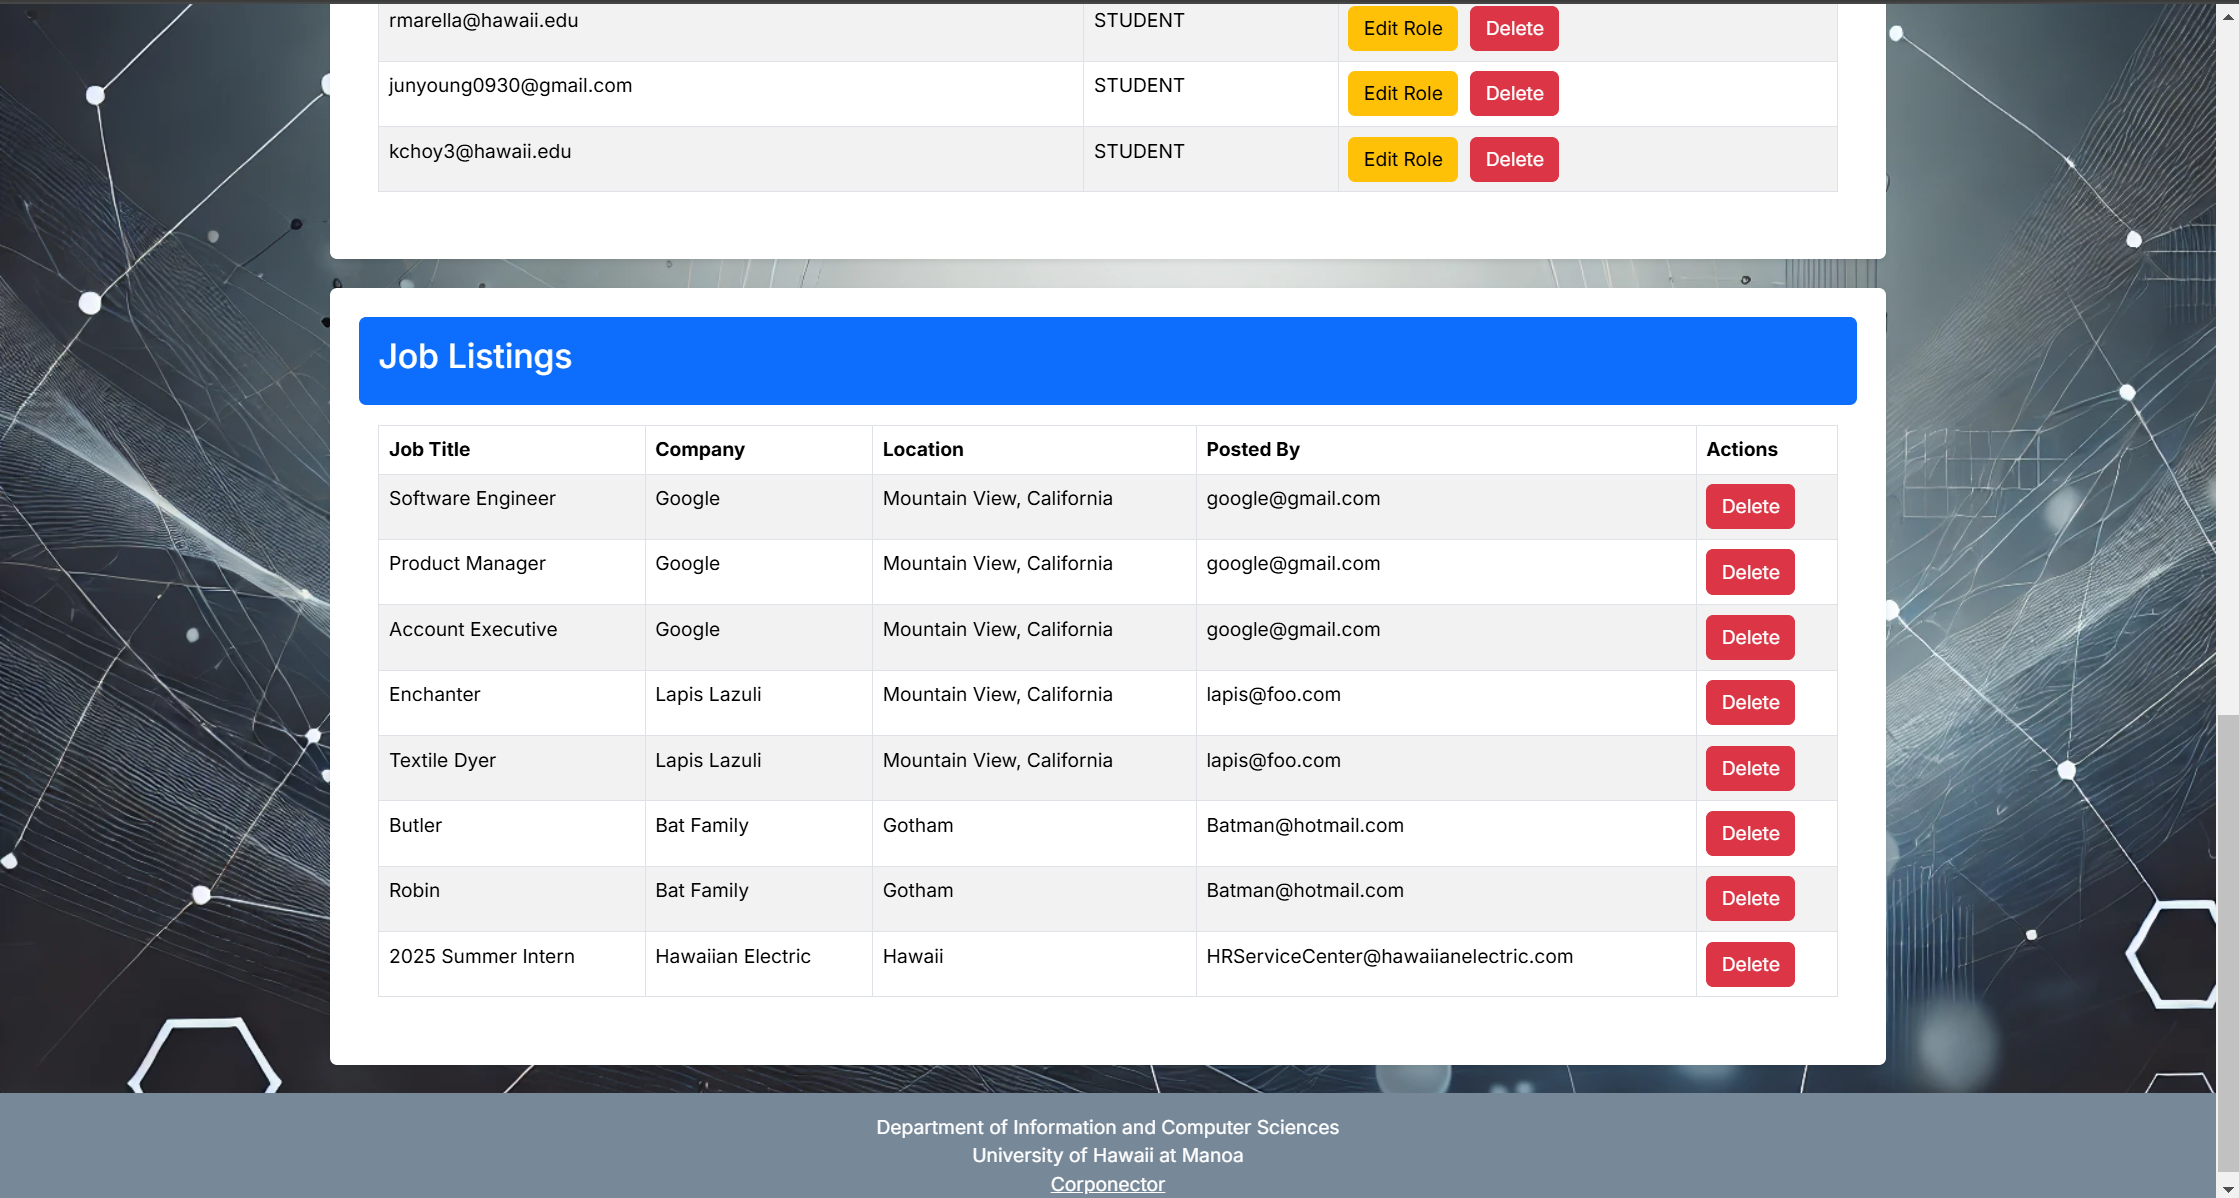 rmarella@hawaii.edu STUDENT Edit Role Delete
junyoung0930@gmail.com STUDENT Edit Role Delete
kchoy3@hawaii.edu STUDENT Edit Role Delete
Job Listings
Job Title Company Location Posted By Actions
Software Engineer Google Mountain View, California google@gmail.com Delete
Product Manager Google Mountain View, California google@gmail.com Delete
Account Executive Google Mountain View, California google@gmail.com Delete
Enchanter Lapis Lazuli Mountain View, California lapis@foo.com Delete
Textile Dyer Lapis Lazuli Mountain View, California lapis@foo.com Delete
Butler Bat Family Gotham Batman@hotmail.com Delete
Robin Bat Family Gotham Batman@hotmail.com Delete
2025 Summer Intern Hawaiian Electric Hawaii HRServiceCenter@hawaiianelectric.com Delete
Department of Information and Computer Sciences
University of Hawaii at Manoa
Corponector